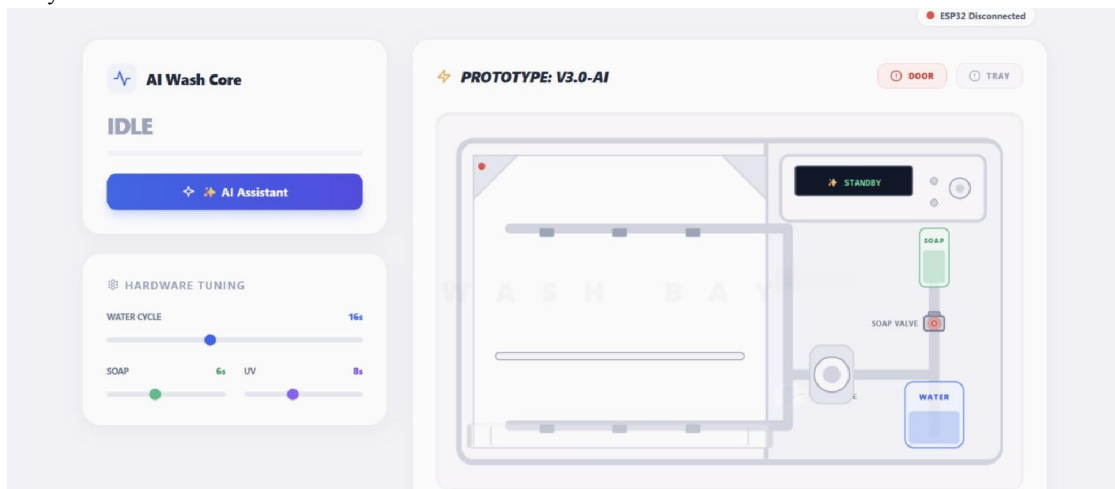 ESP32 Disconnected
AI Wash Core
IDLE
✨ AI Assistant
HARDWARE TUNING
WATER CYCLE 16s
SOAP 6s UV 8s
PROTOTYPE: V3.0-AI
DOOR TRAY
✨ STANDBY
SOAP
WASH BAY
SOAP VALVE
WATER